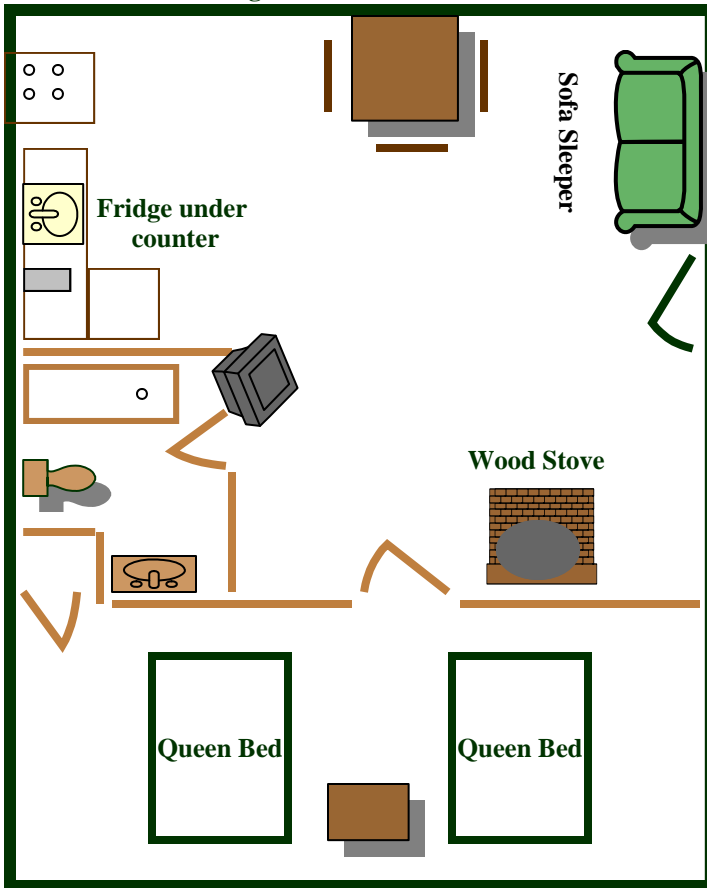 Sofa Sleeper
Fridge under
counter
Wood Stove
Queen Bed
Queen Bed